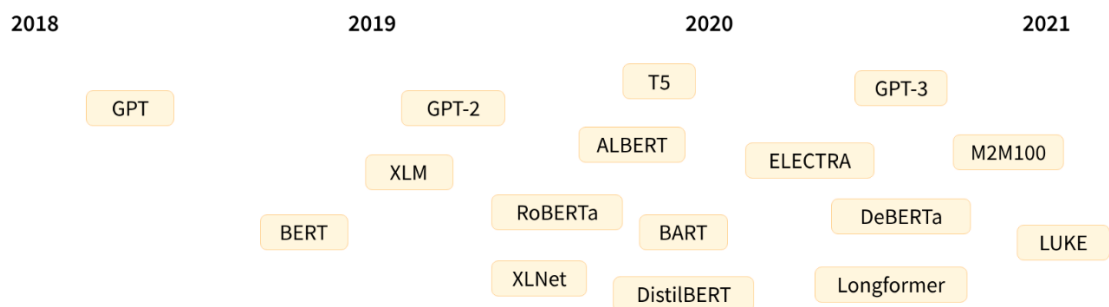 2018 2019 2020 2021
T5
GPT-3
GPT GPT-2
ALBERT
M2M100
ELECTRA
XLM
RoBERTa
DeBERTa
BERT BART
LUKE
XLNet
Longformer
DistilBERT